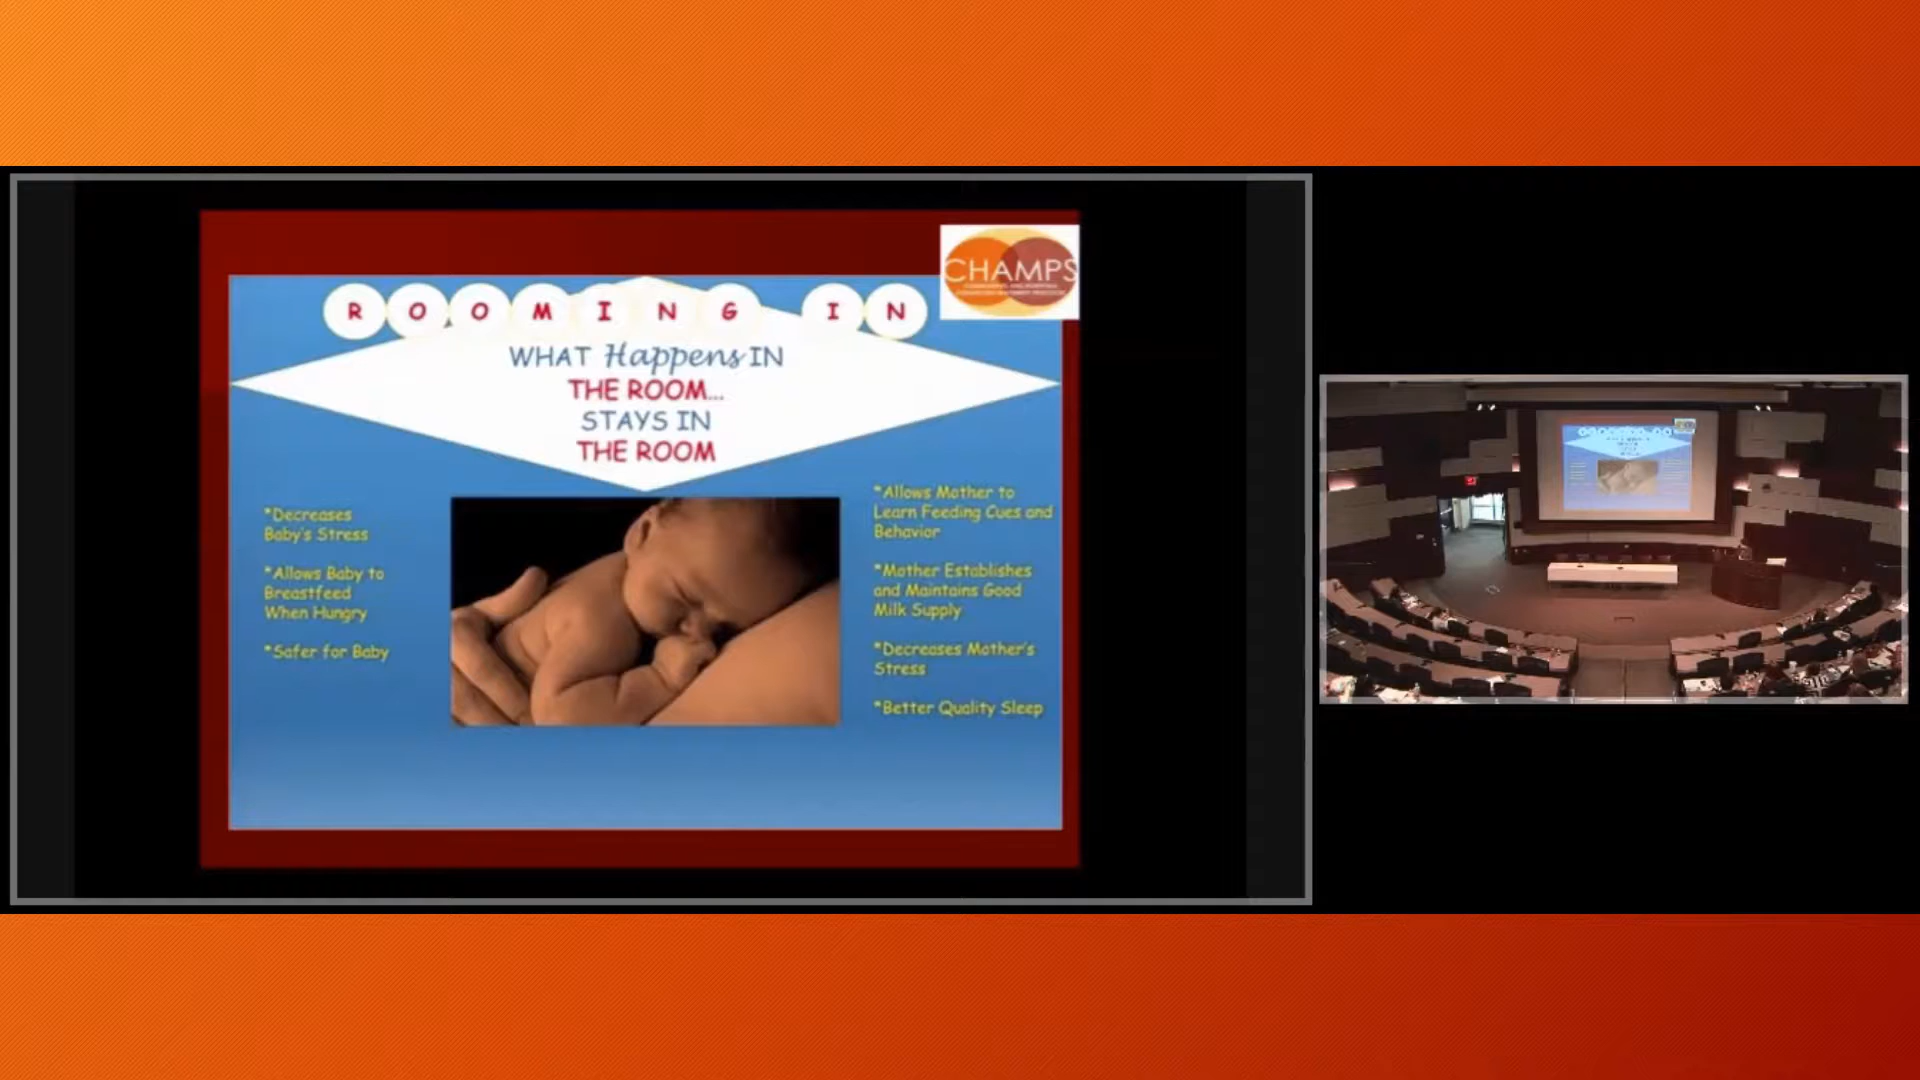 ROOMING IN
CHAMPS
WHAT Happens IN
THE ROOM...
STAYS IN
THE ROOM
*Decreases
Baby's Stress
*Allows Baby to
Breastfeed
When Hungry
*Safer for Baby
*Allows Mother to
Learn Feeding Cues and
Behavior
*Mother Establishes
and Maintains Good
Milk Supply
*Decreases Mother's
Stress
*Better Quality Sleep